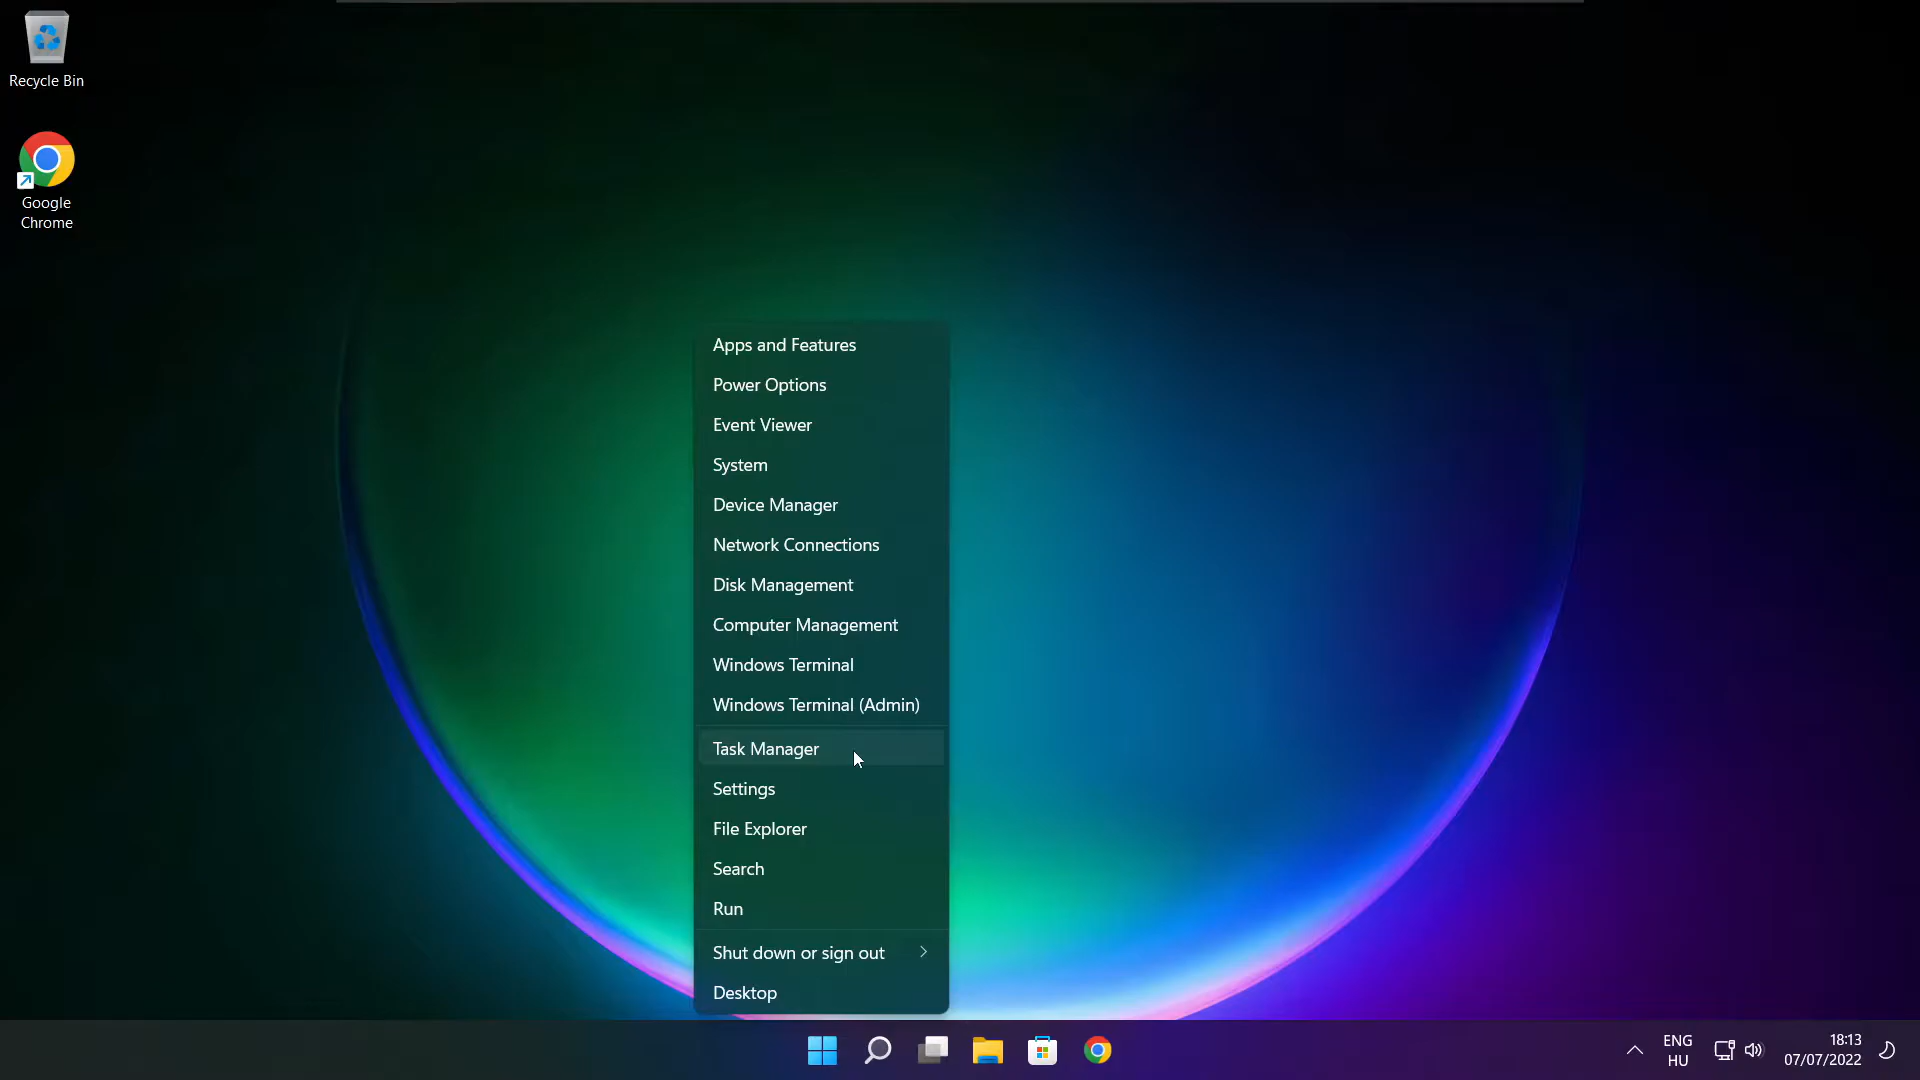 Recycle Bin
Google
Chrome
Apps and Features
Power Options
Event Viewer
System
Device Manager
Network Connections
Disk Management
Computer Management
Windows Terminal
Windows Terminal (Admin)
Task Manager
Settings
File Explorer
Search
Run
Shut down or sign out
Desktop
ENG
HU
18:13
07/07/2022